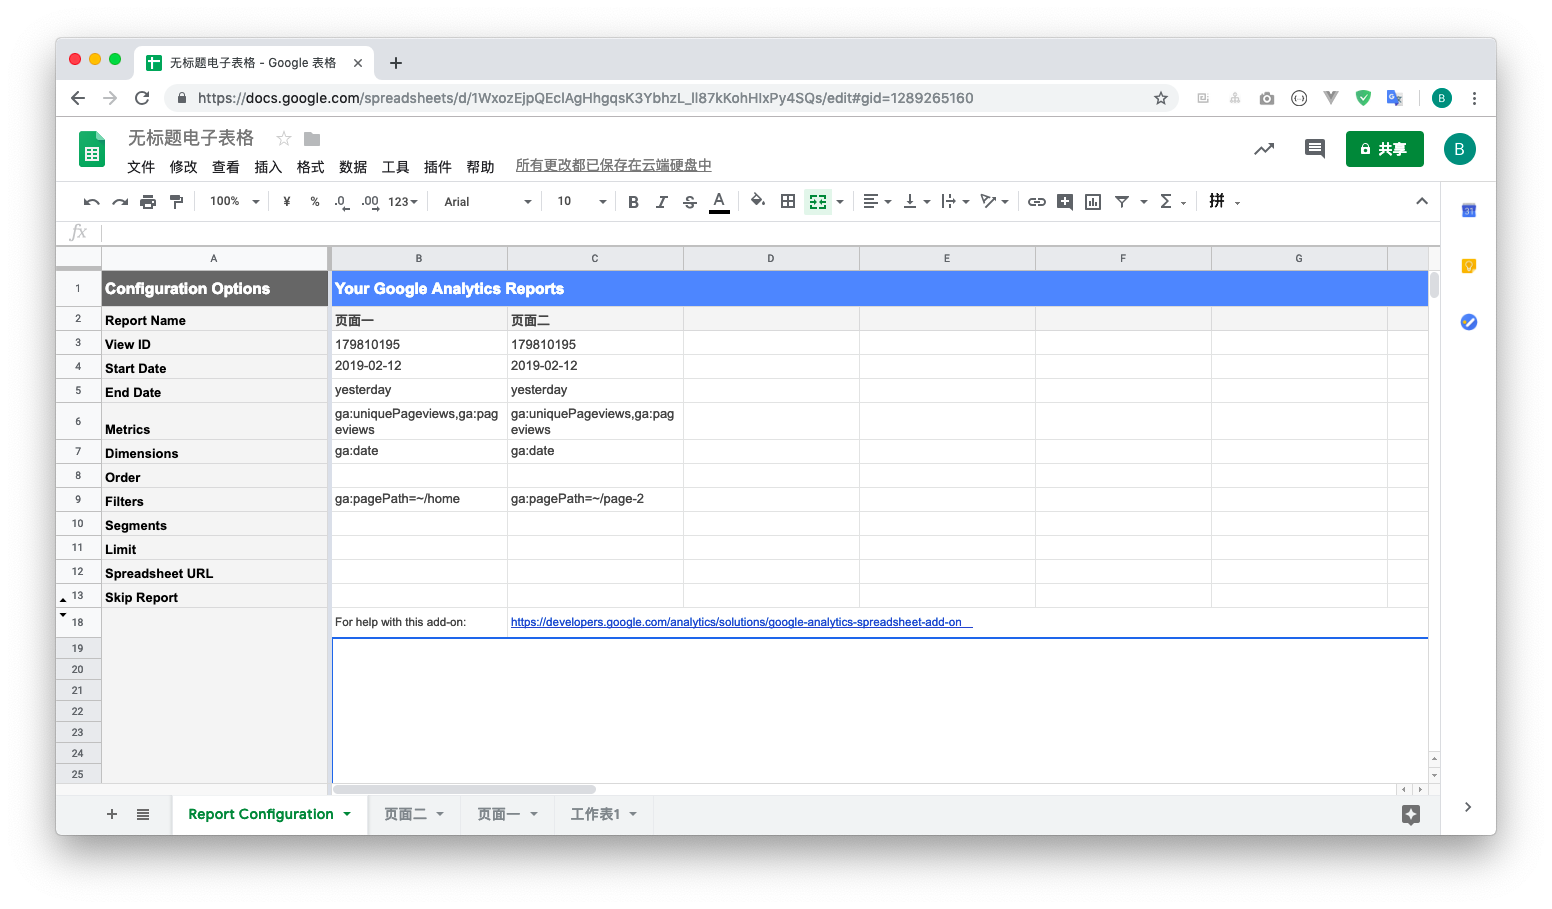 无标题电子表格 - Google 表格
https://docs.google.com/spreadsheets/d/1WxozEjpQEclAgHhgqsK3YbhzL_ll87kKohHIxPy4SQs/edit#gid=1289265160
B
无标题电子表格
文件 修改 查看 插入 格式 数据 工具 插件 帮助 所有更改都已保存在云端硬盘中
共享
B
100% ¥ % .0 .00 123 Arial 10 B I S A Σ 拼
31
fx
A B C D E F G
1 Configuration Options Your Google Analytics Reports
2 Report Name 页面一 页面二
3 View ID 179810195 179810195
4 Start Date 2019-02-12 2019-02-12
5 End Date yesterday yesterday
6 Metrics ga:uniquePageviews,ga:pag ga:uniquePageviews,ga:pag
eviews eviews
7 Dimensions ga:date ga:date
8 Order
9 Filters ga:pagePath=~/home ga:pagePath=~/page-2
10 Segments
11 Limit
12 Spreadsheet URL
13 Skip Report
18 For help with this add-on: https://developers.google.com/analytics/solutions/google-analytics-spreadsheet-add-on
19
20
21
22
23
24
25
Report Configuration 页面二 页面一 工作表1